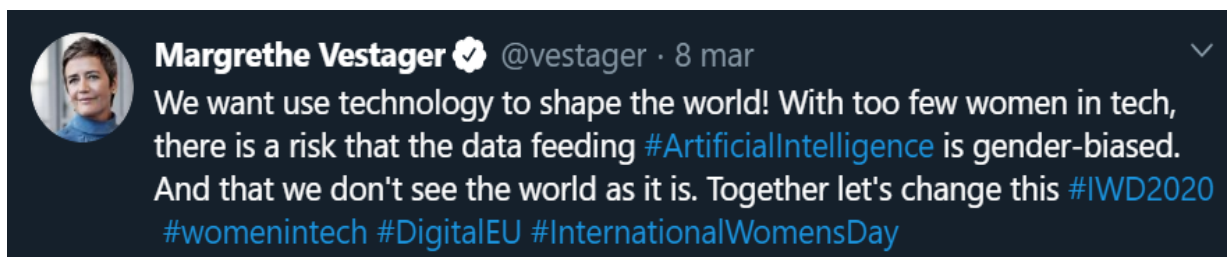 Margrethe Vestager @vestager · 8 mar
We want use technology to shape the world! With too few women in tech,
there is a risk that the data feeding #ArtificialIntelligence is gender-biased.
And that we don't see the world as it is. Together let's change this #IWD2020
#womenintech #DigitalEU #InternationalWomensDay